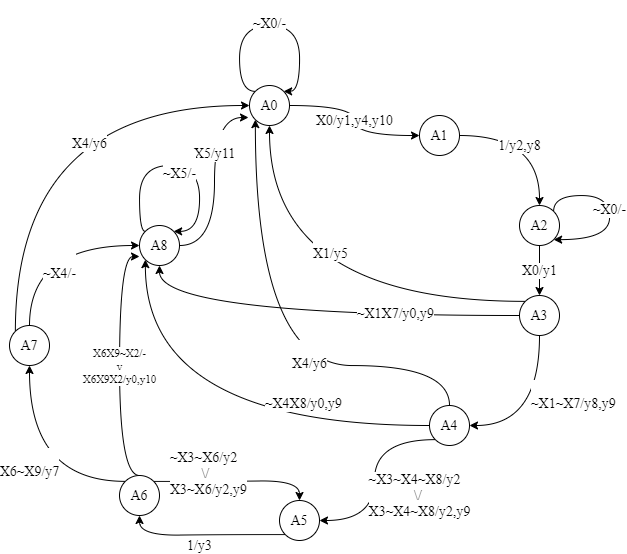 ~X0/-
A0
X0/y1,y4,y10
A1
X4/y6
1/y2,y8
X5/y11
~X5/-
A2
~X0/-
A8
X1/y5
X0/y1
~X4/-
~X1X7/y0,y9
A3
A7
X6X9~X2/-
v
X6X9X2/y0,y10
X4/y6
~X4X8/y0,y9
~X1~X7/y8,y9
A4
~X3~X6/y2
\/
X3~X6/y2,y9
X6~X9/y7
~X3~X4~X8/y2
\/
X3~X4~X8/y2,y9
A6
A5
1/y3